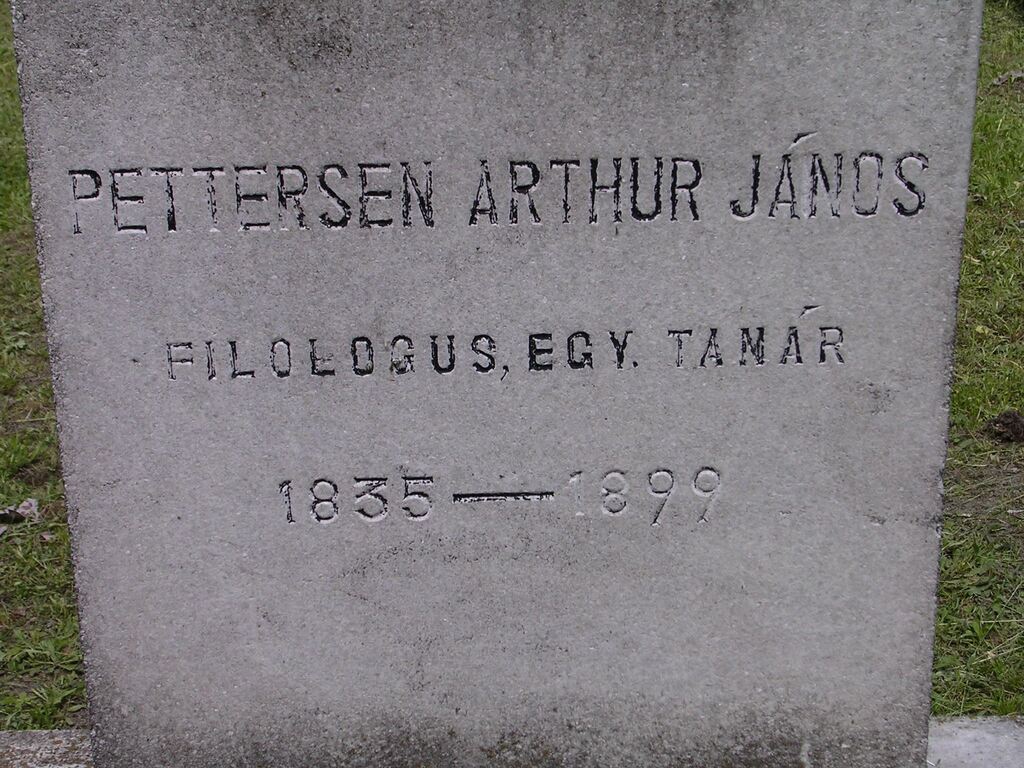 PETTERSEN ARTHUR JÁNOS
FILOLOGUS, EGY. TANÁR
1835 — 1899